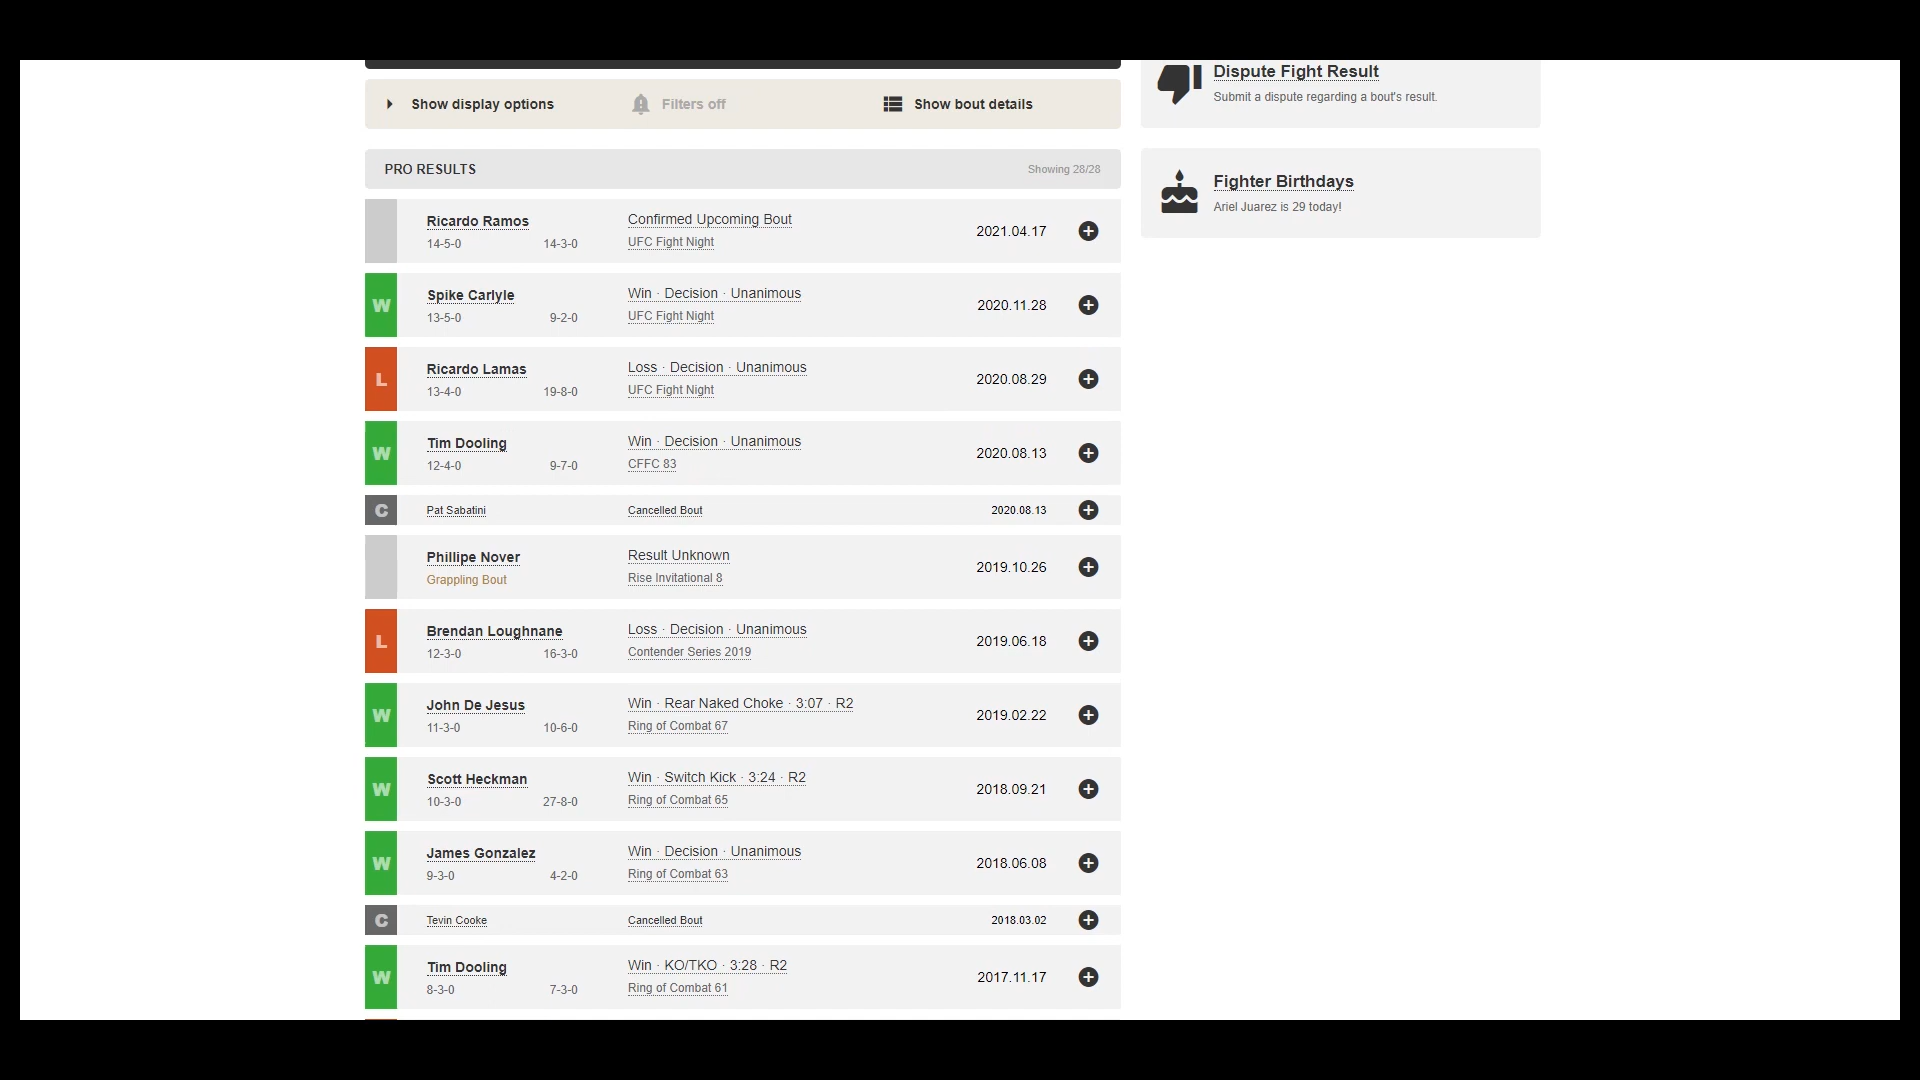 Dispute Fight Result
Submit a dispute regarding a bout's result.
Show display options Filters off Show bout details
PRO RESULTS Showing 28/28
Fighter Birthdays
Ariel Juarez is 29 today!
Ricardo Ramos Confirmed Upcoming Bout 2021.04.17
14-5-0 14-3-0 UFC Fight Night
W Spike Carlyle Win · Decision · Unanimous 2020.11.28
13-5-0 9-2-0 UFC Fight Night
L Ricardo Lamas Loss · Decision · Unanimous 2020.08.29
13-4-0 19-8-0 UFC Fight Night
W Tim Dooling Win · Decision · Unanimous 2020.08.13
12-4-0 9-7-0 CFFC 83
C Pat Sabatini Cancelled Bout 2020.08.13
Phillipe Nover Result Unknown 2019.10.26
Grappling Bout Rise Invitational 8
L Brendan Loughnane Loss · Decision · Unanimous 2019.06.18
12-3-0 16-3-0 Contender Series 2019
W John De Jesus Win · Rear Naked Choke · 3:07 · R2 2019.02.22
11-3-0 10-6-0 Ring of Combat 67
W Scott Heckman Win · Switch Kick · 3:24 · R2 2018.09.21
10-3-0 27-8-0 Ring of Combat 65
W James Gonzalez Win · Decision · Unanimous 2018.06.08
9-3-0 4-2-0 Ring of Combat 63
C Tevin Cooke Cancelled Bout 2018.03.02
W Tim Dooling Win · KO/TKO · 3:28 · R2 2017.11.17
8-3-0 7-3-0 Ring of Combat 61